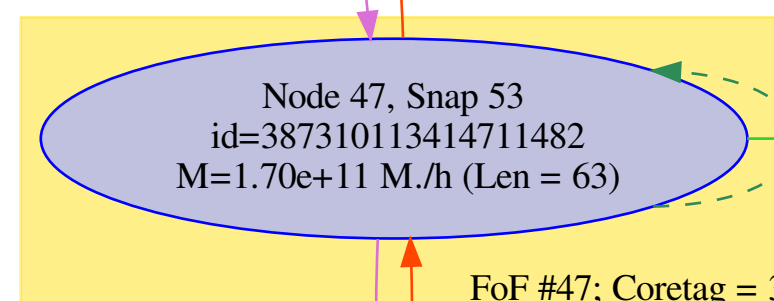 Node 47, Snap 53
id=387310113414711482
M=1.70e+11 M./h (Len = 63)
FoF #47; Coretag =